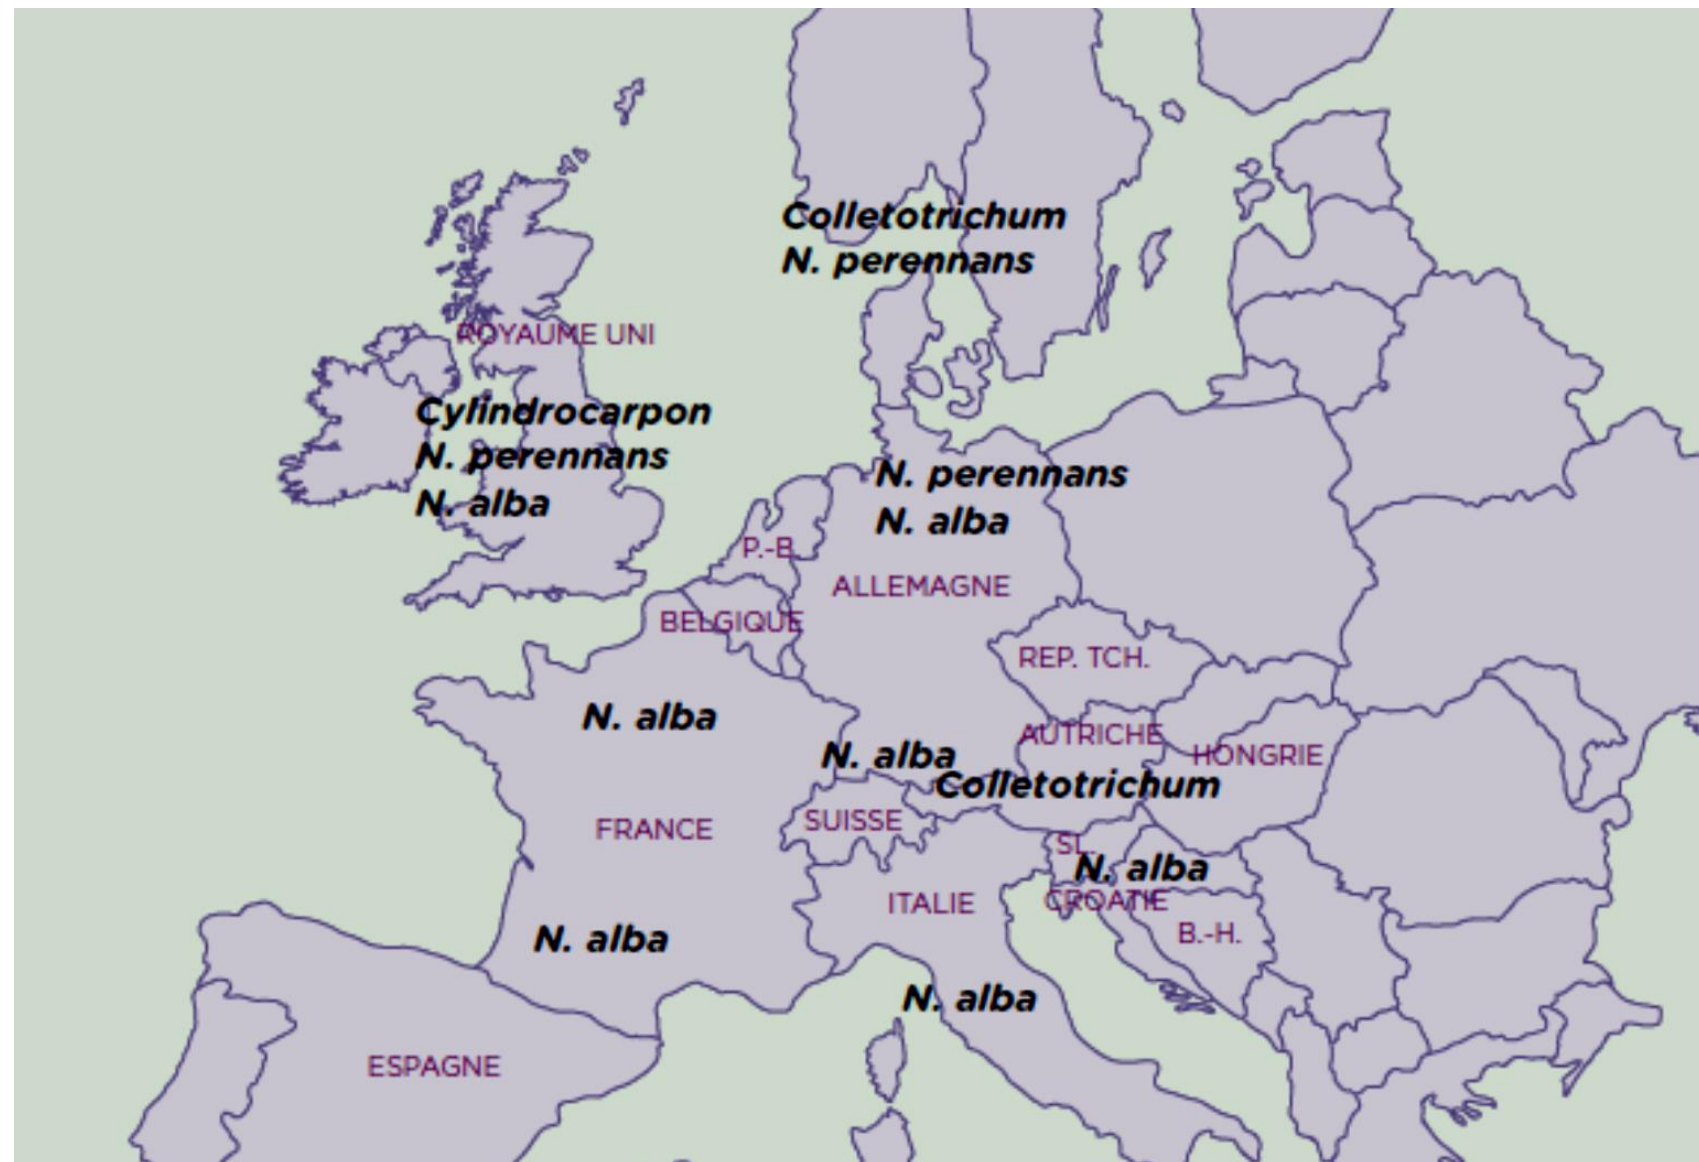 Colletotrichum
N. perennans
ROYAUME UNI
Cylindrocarpon
N. perennans
N. alba
N. perennans
N. alba
P.-B.
ALLEMAGNE
BELGIQUE
REP. TCH.
N. alba
AUTRICHE
N. alba
HONGRIE
Colletotrichum
SUISSE
FRANCE
SL.
N. alba
ITALIE
CROATIE
B.-H.
N. alba
N. alba
ESPAGNE